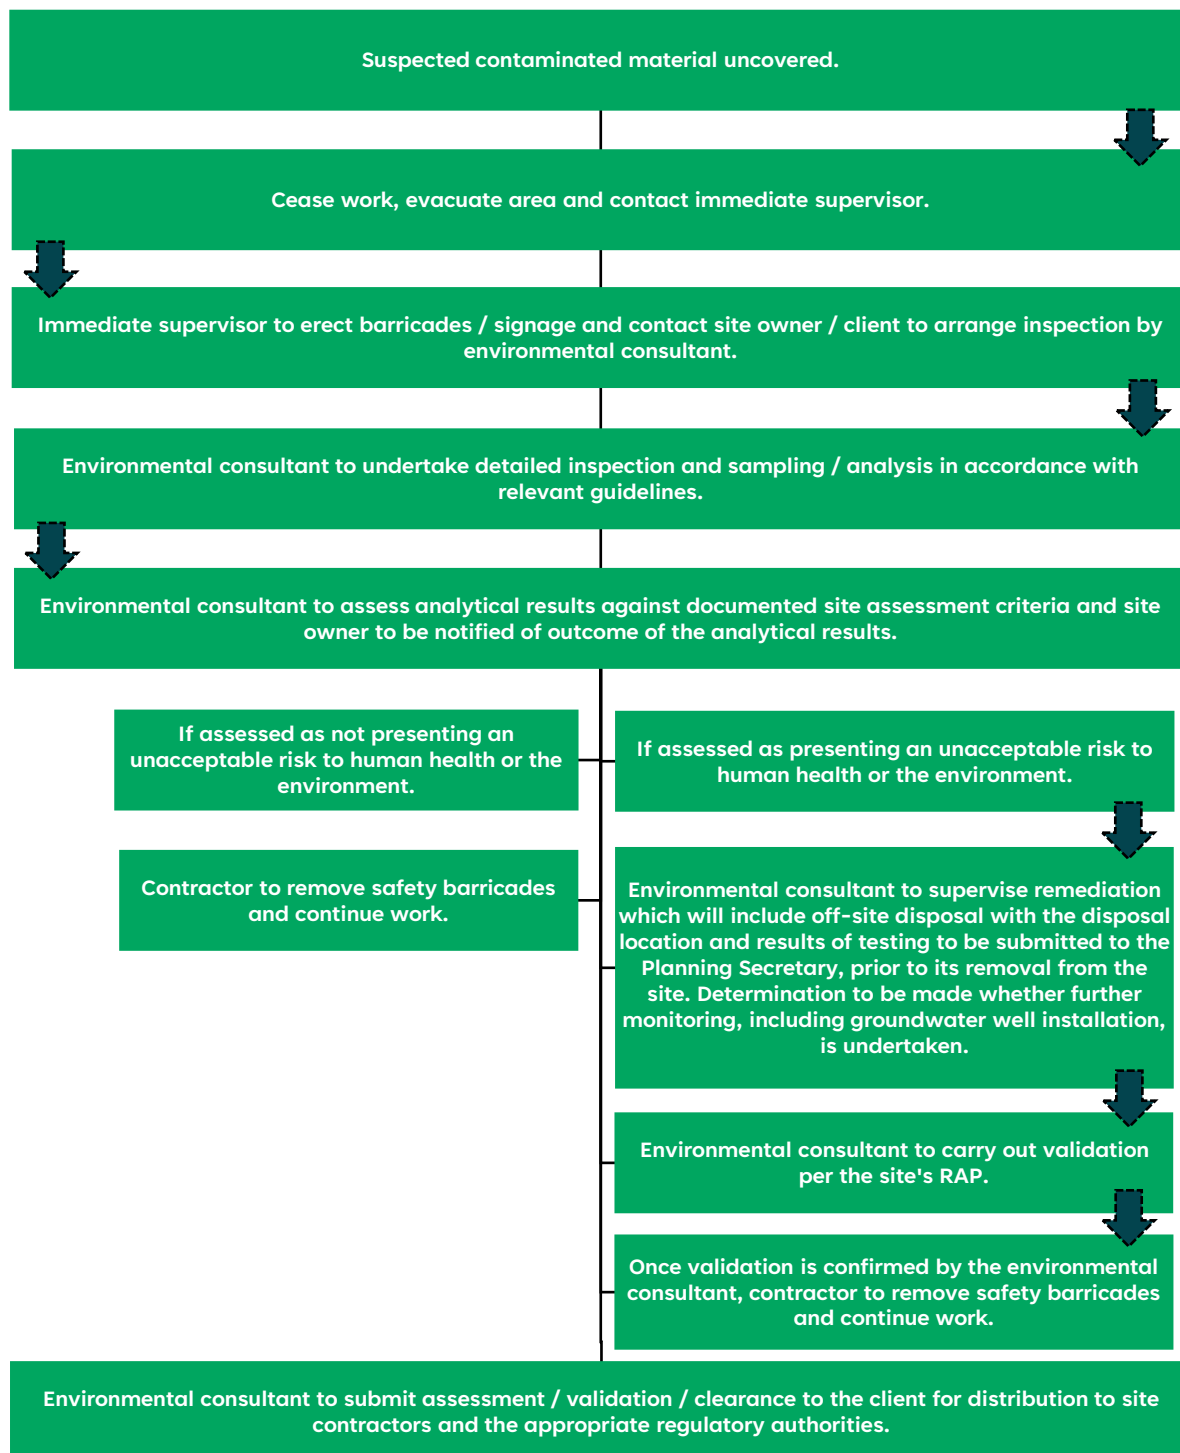 Suspected contaminated material uncovered.
Cease work, evacuate area and contact immediate supervisor.
Immediate supervisor to erect barricades / signage and contact site owner / client to arrange inspection by
environmental consultant.
Environmental consultant to undertake detailed inspection and sampling / analysis in accordance with
relevant guidelines.
Environmental consultant to assess analytical results against documented site assessment criteria and site
owner to be notified of outcome of the analytical results.
If assessed as not presenting an
unacceptable risk to human health or the
environment.
Contractor to remove safety barricades
and continue work.
If assessed as presenting an unacceptable risk to
human health or the environment.
Environmental consultant to supervise remediation
which will include off-site disposal with the disposal
location and results of testing to be submitted to the
Planning Secretary, prior to its removal from the
site. Determination to be made whether further
monitoring, including groundwater well installation,
is undertaken.
Environmental consultant to carry out validation
per the site's RAP.
Once validation is confirmed by the environmental
consultant, contractor to remove safety barricades
and continue work.
Environmental consultant to submit assessment / validation / clearance to the client for distribution to site
contractors and the appropriate regulatory authorities.